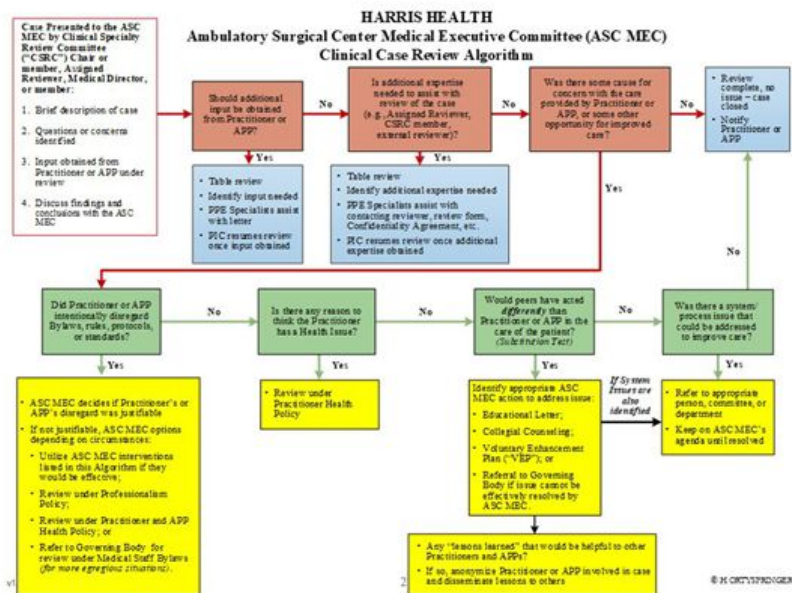 HARRIS HEALTH
Ambulatory Surgical Center Medical Executive Committee (ASC MEC)
Clinical Case Review Algorithm
Case Presented to the ASC
MEC by Clinical Specialty
Review Committee
("CSRC") Chair or
member, Assigned
Reviewer, Medical Director,
or member:
1. Brief description of case
2. Questions or concerns
identified
3. Input obtained from
Practitioner or APP under
review
4. Discuss findings and
conclusions with the ASC
MEC
Should additional
input be obtained
from Practitioner or
APP?
No
Is additional expertise
needed to assist with
review of the case
(e.g., Assigned Reviewer,
CSRC member,
external reviewer)?
No
Was there some cause for
concern with the care
provided by Practitioner or
APP, or some other
opportunity for improved
care?
No
• Review
complete, no
issue – case
closed
• Notify
Practitioner or
APP
Yes
• Table review
• Identify input needed
• PPE Specialists assist
with letter
• PIC resumes review
once input obtained
Yes
• Table review
• Identify additional expertise needed
• PPE Specialists assist with
contacting reviewer, review form,
Confidentiality Agreement, etc.
• PIC resumes review once additional
expertise obtained
Yes
No
Did Practitioner or APP
intentionally disregard
Bylaws, rules, protocols,
or standards?
No
Is there any reason to
think the Practitioner
has a Health Issue?
No
Would peers have acted
differently than
Practitioner or APP in the
care of the patient?
(Substitution Test)
No
Was there a system/
process issue that
could be addressed
to improve care?
Yes
• ASC MEC decides if Practitioner's or
APP's disregard was justifiable
• If not justifiable, ASC MEC options
depending on circumstances:
• Utilize ASC MEC interventions
listed in this Algorithm if they
would be effective;
• Review under Professionalism
Policy;
• Review under Practitioner and APP
Health Policy; or
• Refer to Governing Body for
review under Medical Staff Bylaws
(for more egregious situations).
Yes
• Review under
Practitioner Health
Policy
Yes
Identify appropriate ASC
MEC action to address issue:
• Educational Letter;
• Collegial Counseling;
• Voluntary Enhancement
Plan ("VEP"); or
• Referral to Governing
Body if issue cannot be
effectively resolved by
ASC MEC.
If System
Issues are
also
identified
Yes
• Refer to appropriate
person, committee, or
department
• Keep on ASC MEC's
agenda until resolved
• Any "lessons learned" that would be helpful to other
Practitioners and APPs?
• If so, anonymize Practitioner or APP involved in case
and disseminate lessons to others
2
© HORTYSPRINGER